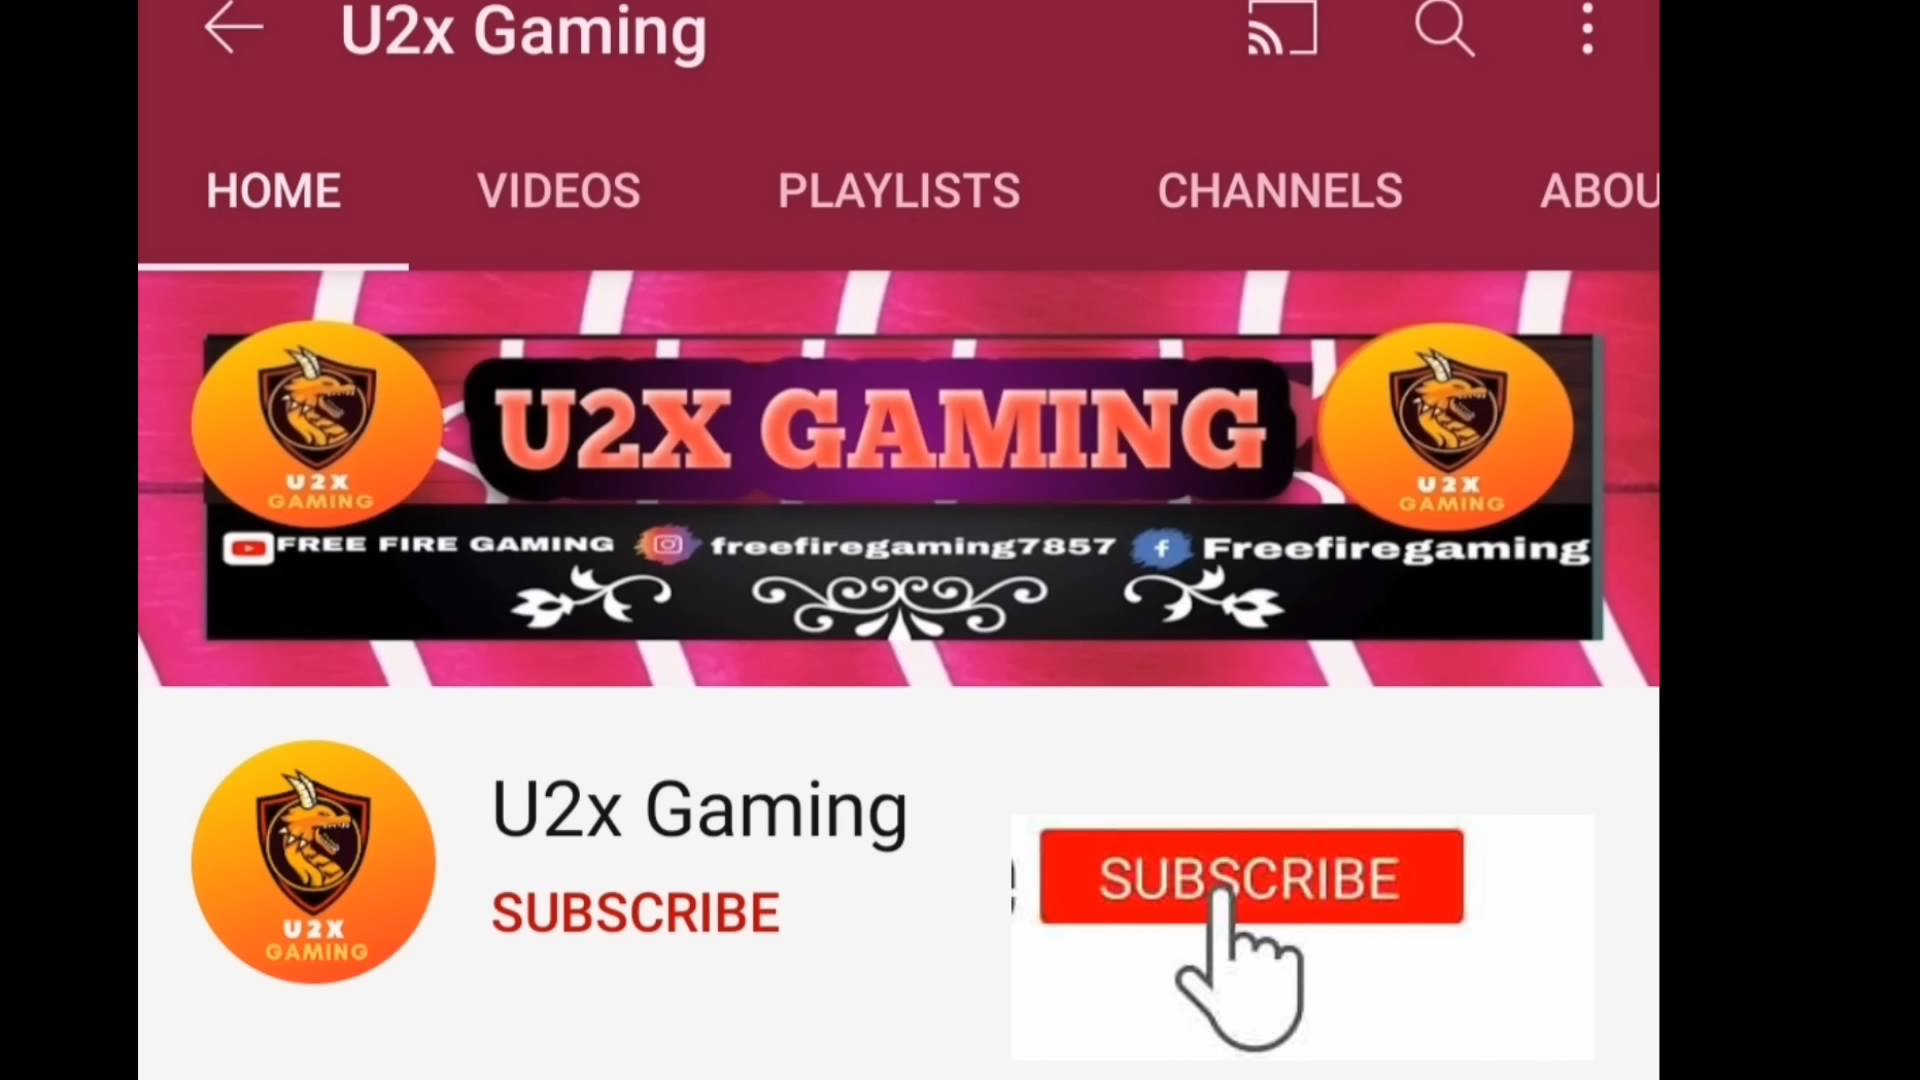 U2x Gaming
HOME VIDEOS PLAYLISTS CHANNELS ABOU
U2X GAMING
U2X
GAMING
U2X
GAMING
FREE FIRE GAMING freefiregaming7857 f Freefiregaming
U2x Gaming
SUBSCRIBE
U2X
GAMING
SUBSCRIBE